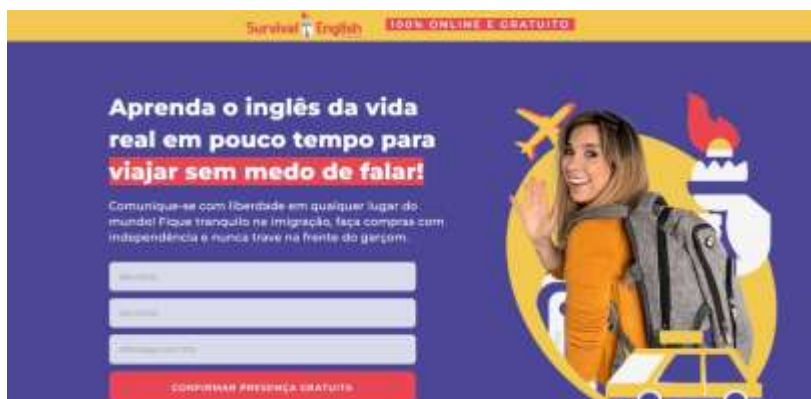 Survival English
100% ONLINE E GRATUITO
Aprenda o inglês da vida
real em pouco tempo para
viajar sem medo de falar!
Comunique-se com liberdade em qualquer lugar do
mundo! Fique tranquilo na imigração, faça compras com
independência e nunca trave na frente do garçom.
CONFIRMAR PRESENÇA GRATUITA